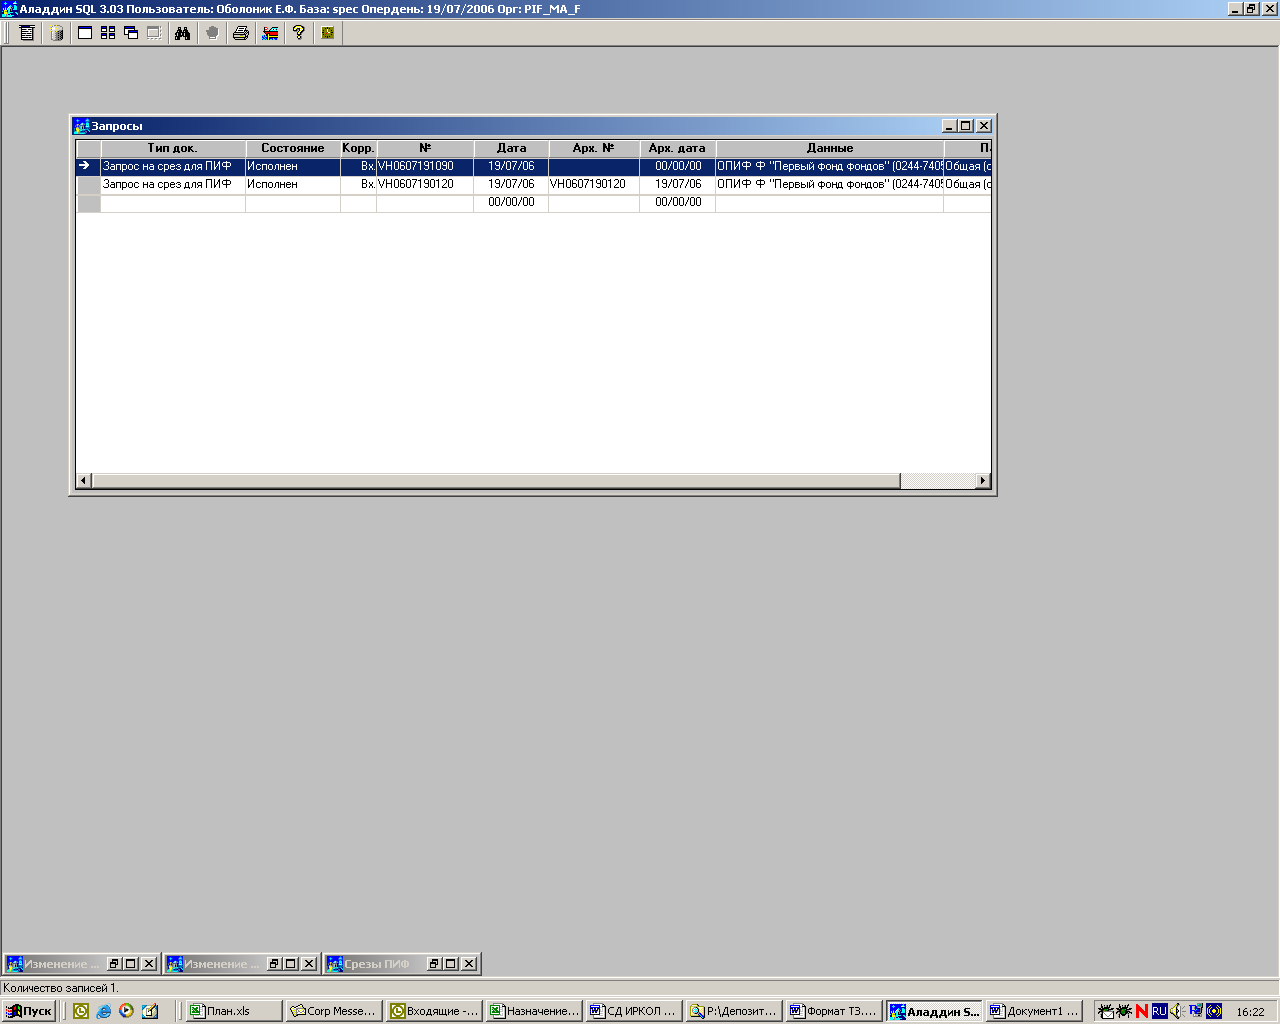 Аладдин SQL 3.03 Пользователь: Оболоник Е.Ф. База: spec Опердень: 19/07/2006 Орг: PIF_MA_F
Запросы
Тип док. Состояние Корр. № Дата Арх. № Арх. дата Данные
Запрос на срез для ПИФ Исполнен Вх. VH0607191090 19/07/06 00/00/00 ОПИФ Ф "Первый фонд фондов" (0244-7405 Общая (о
Запрос на срез для ПИФ Исполнен Вх. VH0607190120 19/07/06 VH0607190120 19/07/06 ОПИФ Ф "Первый фонд фондов" (0244-7405 Общая (о
00/00/00 00/00/00
Изменение ... Изменение ... Срезы ПИФ
Количество записей 1.
Пуск План.xls Corp Messe... Входящие -... Назначение... СД ИРКОЛ ... P:\Депозит... Формат ТЗ... Аладдин S... Документ1 ... RU 16:22